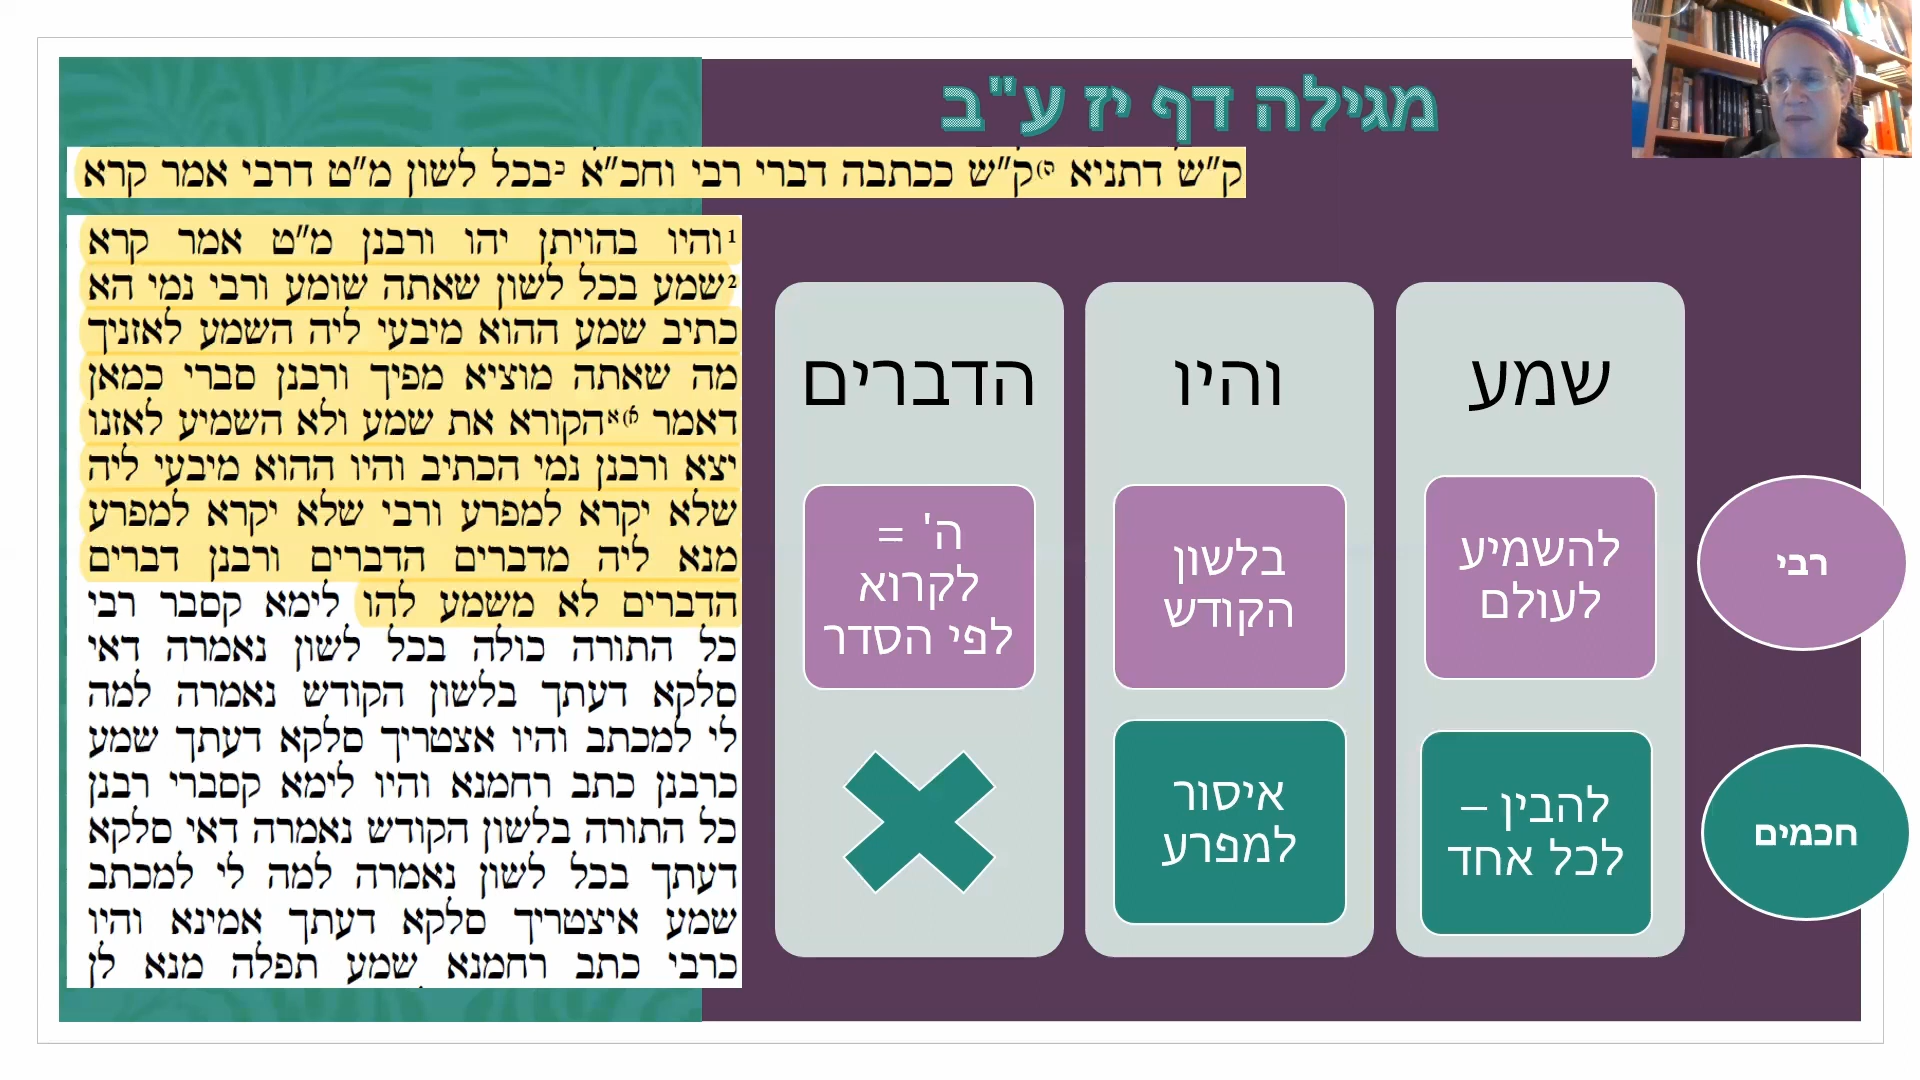 מגילה דף יז ע"ב
ק"ש דתניא ק"ש ככתבה דברי רבי וחכ"א בכל לשון מ"ט דרבי אמר קרא
1 והיו בהויתן יהו ורבנן מ"ט אמר קרא
2 שמע בכל לשון שאתה שומע ורבי נמי הא
כתיב שמע ההוא מיבעי ליה השמע לאזניך
מה שאתה מוציא מפיך ורבנן סברי כמאן
דאמר הקורא את שמע ולא השמיע לאזנו
יצא ורבנן נמי הכתיב והיו ההוא מיבעי ליה
שלא יקרא למפרע ורבי שלא יקרא למפרע
מנא ליה מדברים הדברים ורבנן דברים
הדברים לא משמע להו לימא קסבר רבי
כל התורה כולה בכל לשון נאמרה דאי
סלקא דעתך בלשון הקודש נאמרה למה
לי למכתב והיו אצטריך סלקא דעתך שמע
כרבנן כתב רחמנא והיו לימא קסברי רבנן
כל התורה בלשון הקודש נאמרה דאי סלקא
דעתך בכל לשון נאמרה למה לי למכתב
שמע איצטריך סלקא דעתך אמינא והיו
כרבי כתב רחמנא שמע תפלה מנא לן
שמע
והיו
הדברים
רבי
להשמיע
לעולם
בלשון
הקודש
ה' =
לקרוא
לפי הסדר
חכמים
להבין –
לכל אחד
איסור
למפרע